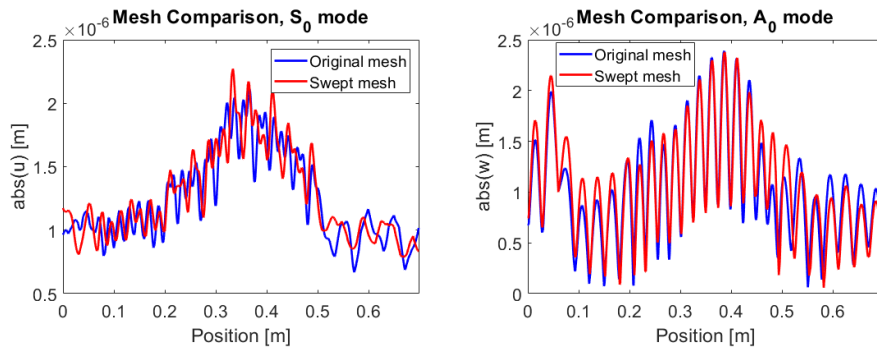 Mesh Comparison, S₀ mode
×10⁻⁶
2.5
2
1.5
1
0.5
abs(u) [m]
Original mesh
Swept mesh
0 0.1 0.2 0.3 0.4 0.5 0.6
Position [m]
Mesh Comparison, A₀ mode
×10⁻⁶
2.5
2
1.5
1
0.5
0
abs(w) [m]
Original mesh
Swept mesh
0 0.1 0.2 0.3 0.4 0.5 0.6
Position [m]